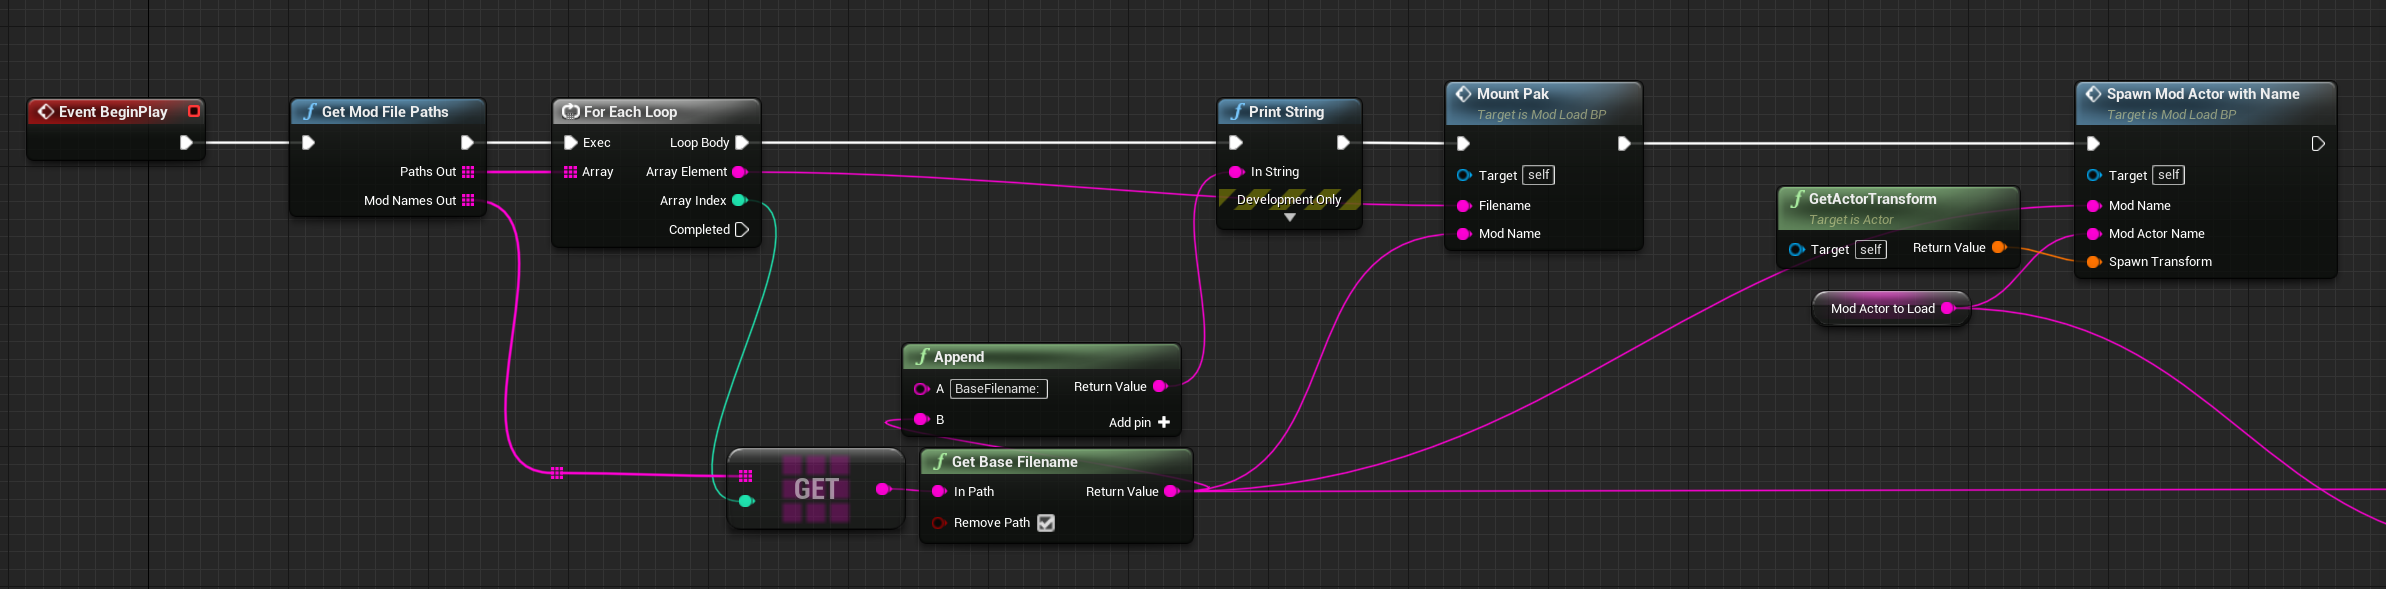 Event BeginPlay
Get Mod File Paths
Paths Out
Mod Names Out
For Each Loop
Exec
Loop Body
Array
Array Element
Array Index
Completed
Print String
In String
Development Only
Mount Pak
Target is Mod Load BP
Target self
Filename
Mod Name
GetActorTransform
Target is Actor
Target self
Return Value
Mod Actor to Load
Spawn Mod Actor with Name
Target is Mod Load BP
Target self
Mod Name
Mod Actor Name
Spawn Transform
Append
A BaseFilename:
Return Value
B
Add pin
GET
Get Base Filename
In Path
Return Value
Remove Path